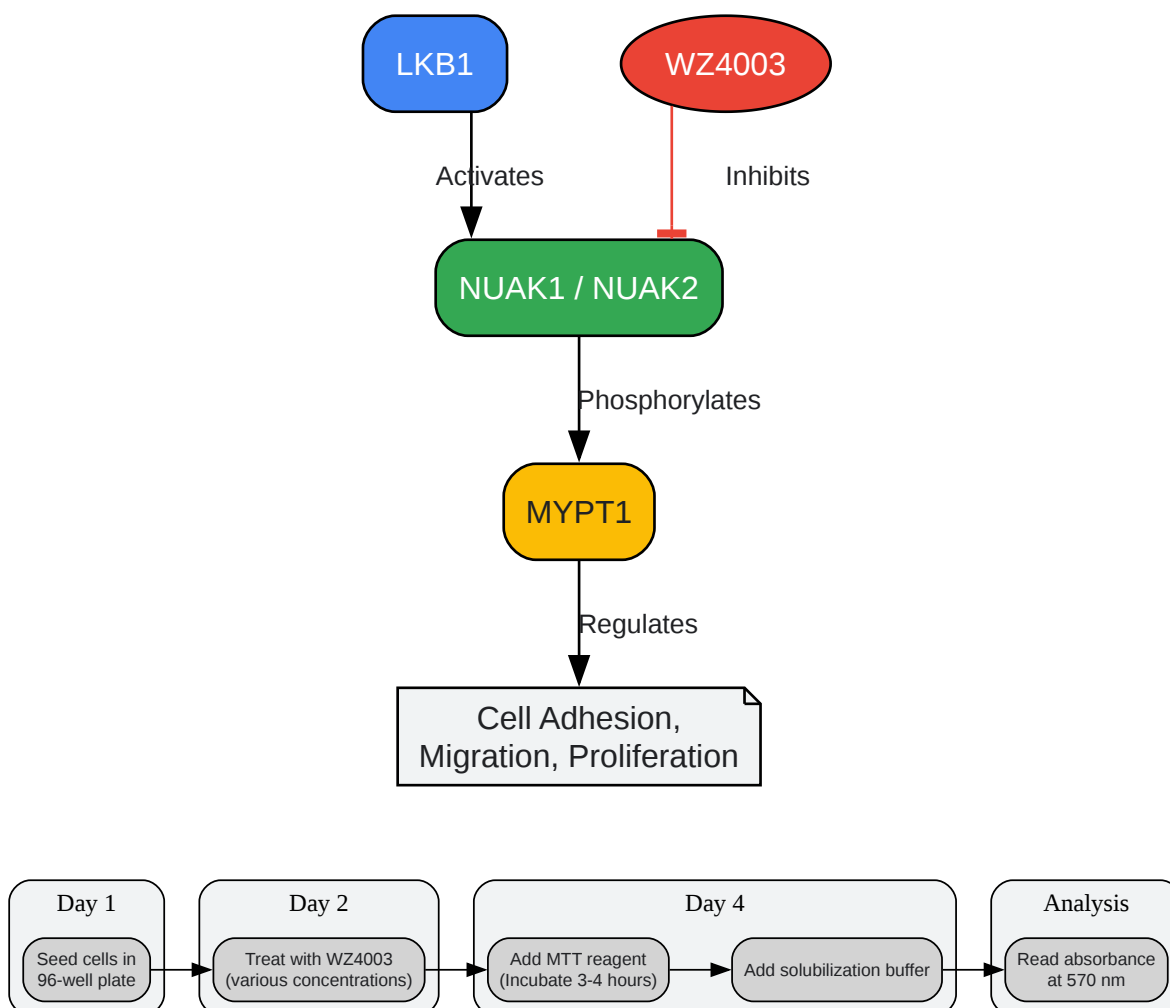 LKB1
WZ4003
Activates
Inhibits
NUAK1 / NUAK2
Phosphorylates
MYPT1
Regulates
Cell Adhesion,
Migration, Proliferation
Day 1
Seed cells in
96-well plate
Day 2
Treat with WZ4003
(various concentrations)
Day 4
Add MTT reagent
(Incubate 3-4 hours)
Add solubilization buffer
Analysis
Read absorbance
at 570 nm